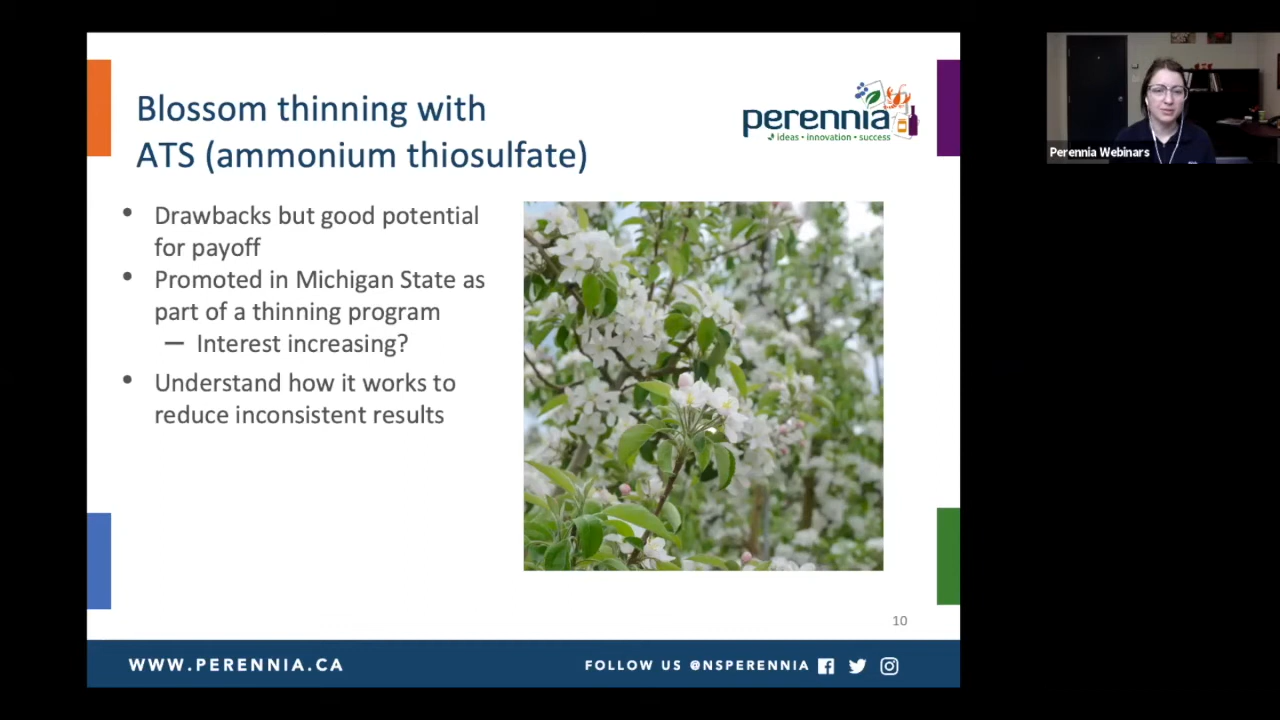 Blossom thinning with
ATS (ammonium thiosulfate)
perennia
ideas • innovation • success
• Drawbacks but good potential
for payoff
• Promoted in Michigan State as
part of a thinning program
— Interest increasing?
• Understand how it works to
reduce inconsistent results
10
WWW.PERENNIA.CA
FOLLOW US @NSPERENNIA
Perennia Webinars